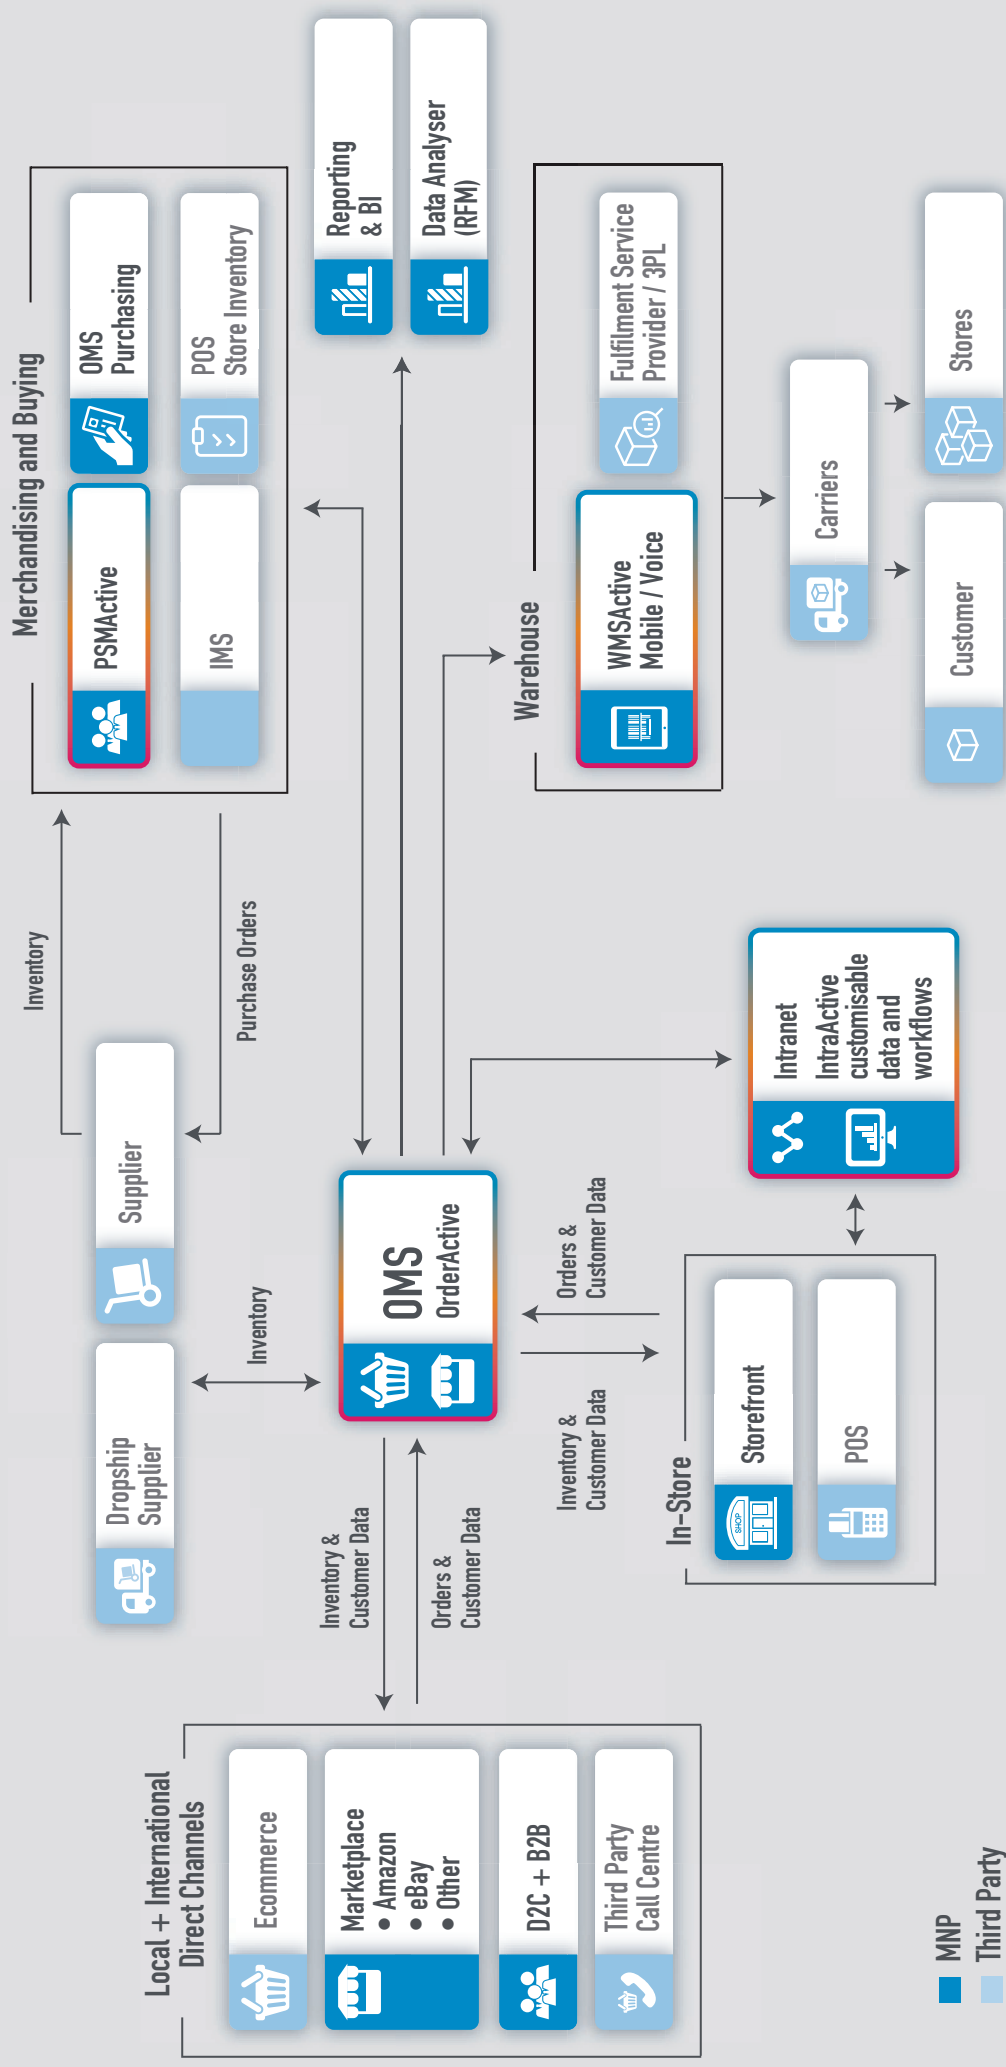 Local + International
Direct Channels
Ecommerce
Marketplace
• Amazon
• eBay
• Other
D2C + B2B
Third Party
Call Centre
MNP
Third Party
Inventory &
Customer Data
Orders &
Customer Data
Dropship
Supplier
Supplier
Inventory
OMS
OrderActive
Inventory &
Customer Data
Orders &
Customer Data
In-Store
Storefront
SHOP
POS
Intranet
IntraActive
customisable
data and
workflows
Inventory
Purchase Orders
Merchandising and Buying
PSMActive
OMS
Purchasing
IMS
POS
Store Inventory
Reporting
& BI
Data Analyser
(RFM)
Warehouse
WMSActive
Mobile / Voice
Fulfilment Service
Provider / 3PL
Carriers
Customer
Stores